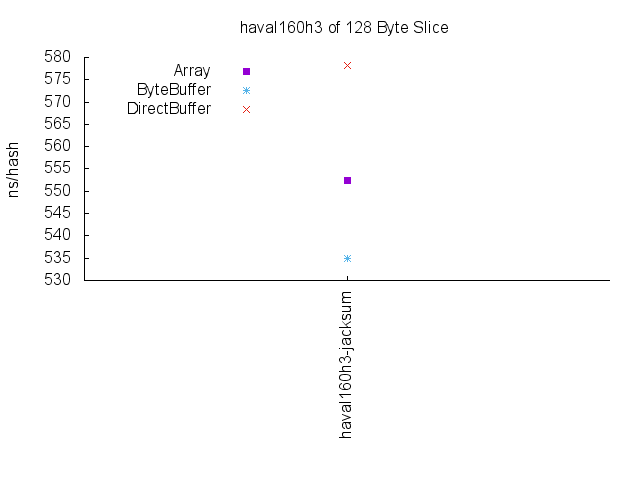 haval160h3 of 128 Byte Slice
580
575
570
565
560
555
550
545
540
535
530
ns/hash
Array
ByteBuffer
DirectBuffer
haval160h3-jacksum